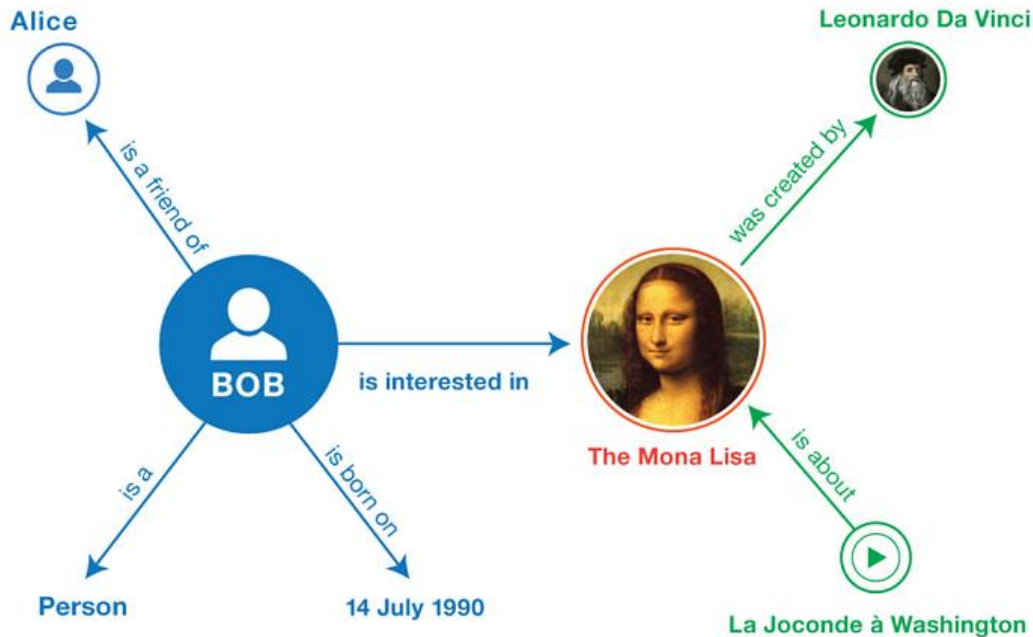 Alice
Leonardo Da Vinci
is a friend of
was created by
BOB
is interested in
The Mona Lisa
is a
is born on
is about
Person
14 July 1990
La Joconde à Washington